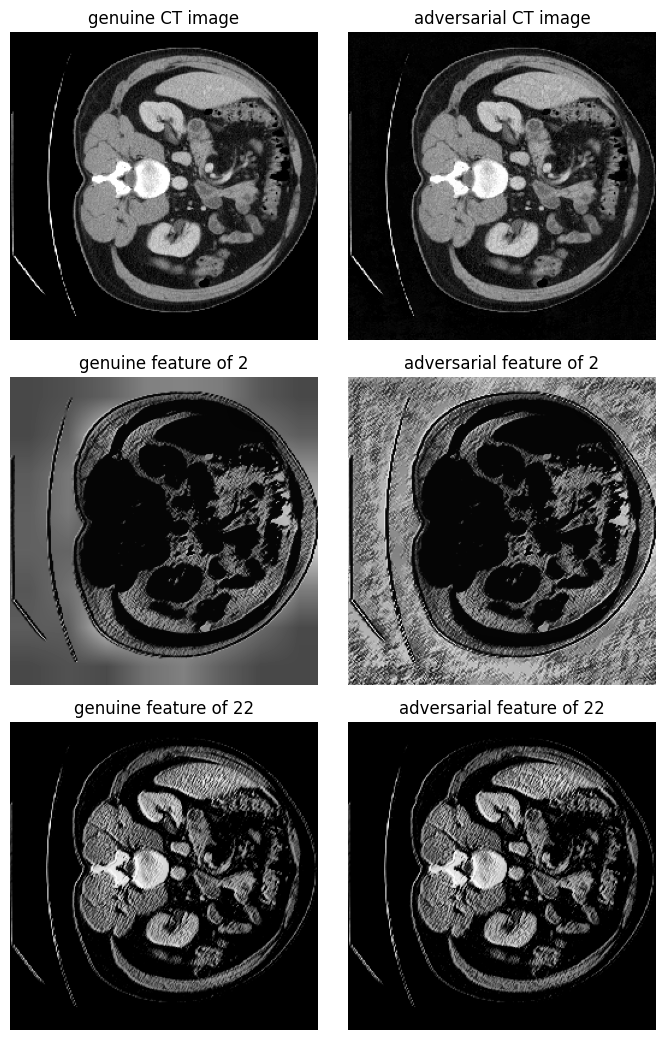 genuine CT image
adversarial CT image
genuine feature of 2
adversarial feature of 2
genuine feature of 22
adversarial feature of 22